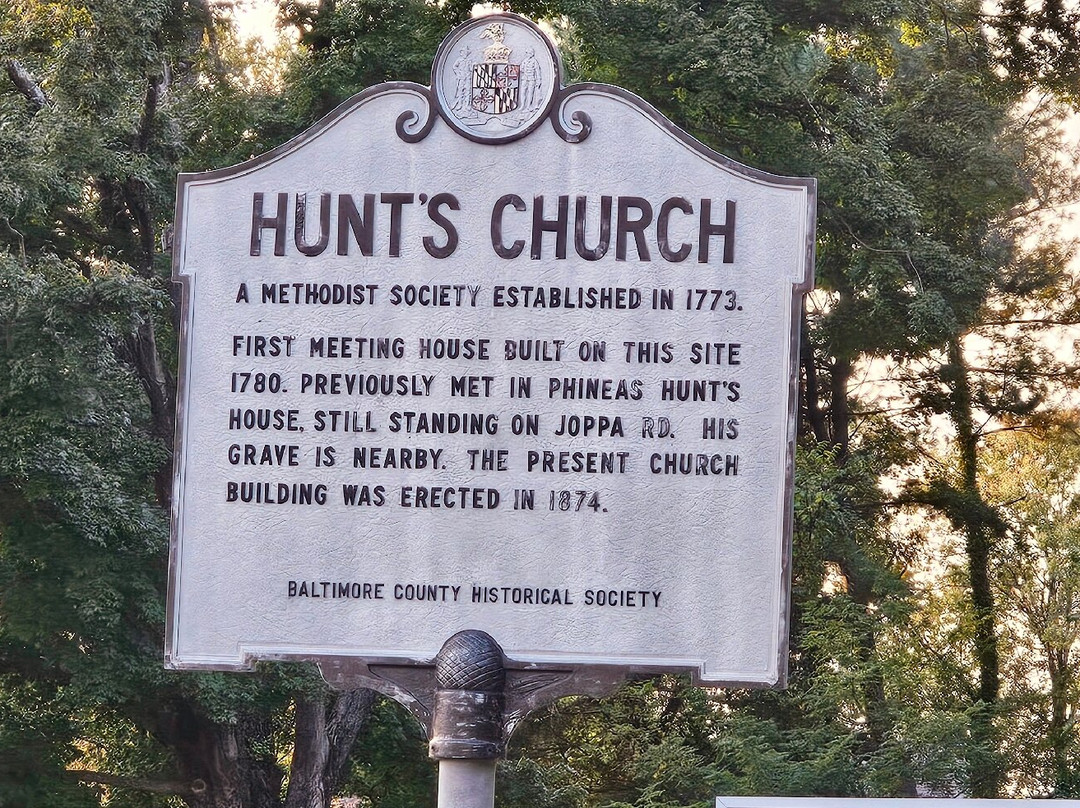 HUNT'S CHURCH
A METHODIST SOCIETY ESTABLISHED IN 1773.
FIRST MEETING HOUSE BUILT ON THIS SITE
1780. PREVIOUSLY MET IN PHINEAS HUNT'S
HOUSE, STILL STANDING ON JOPPA RD. HIS
GRAVE IS NEARBY. THE PRESENT CHURCH
BUILDING WAS ERECTED IN 1874.
BALTIMORE COUNTY HISTORICAL SOCIETY